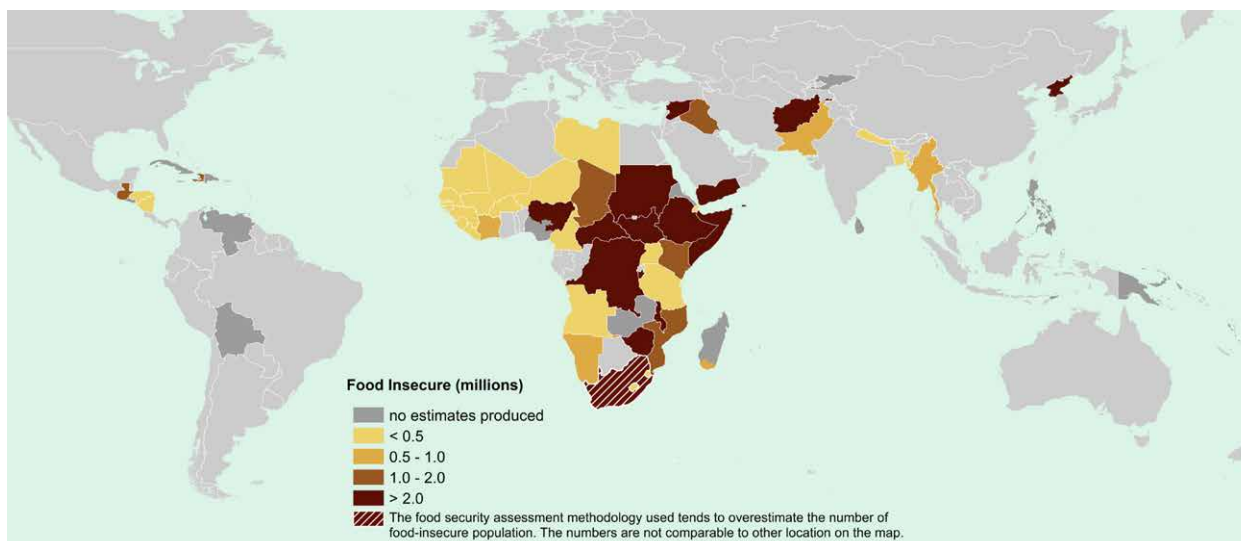 Food Insecure (millions)
no estimates produced
< 0.5
0.5 - 1.0
1.0 - 2.0
> 2.0
The food security assessment methodology used tends to overestimate the number of
food-insecure population. The numbers are not comparable to other location on the map.